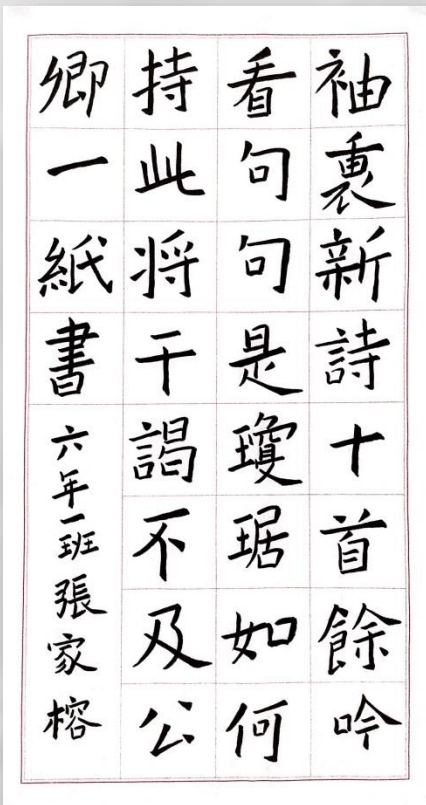 袖裏新詩十首餘吟
看句句是瓊琚如何
持此将干謁不及公
卿一紙書
六年一班張家榕